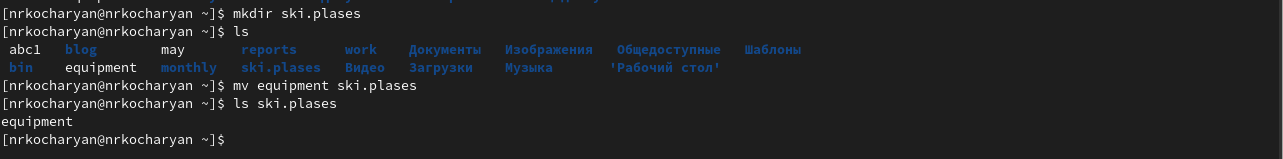 [nrkocharyan@nrkocharyan ~]$ mkdir ski.plases
[nrkocharyan@nrkocharyan ~]$ ls
abc1 blog may reports work Документы Изображения Общедоступные Шаблоны
bin equipment monthly ski.plases Видео Загрузки Музыка 'Рабочий стол'
[nrkocharyan@nrkocharyan ~]$ mv equipment ski.plases
[nrkocharyan@nrkocharyan ~]$ ls ski.plases
equipment
[nrkocharyan@nrkocharyan ~]$